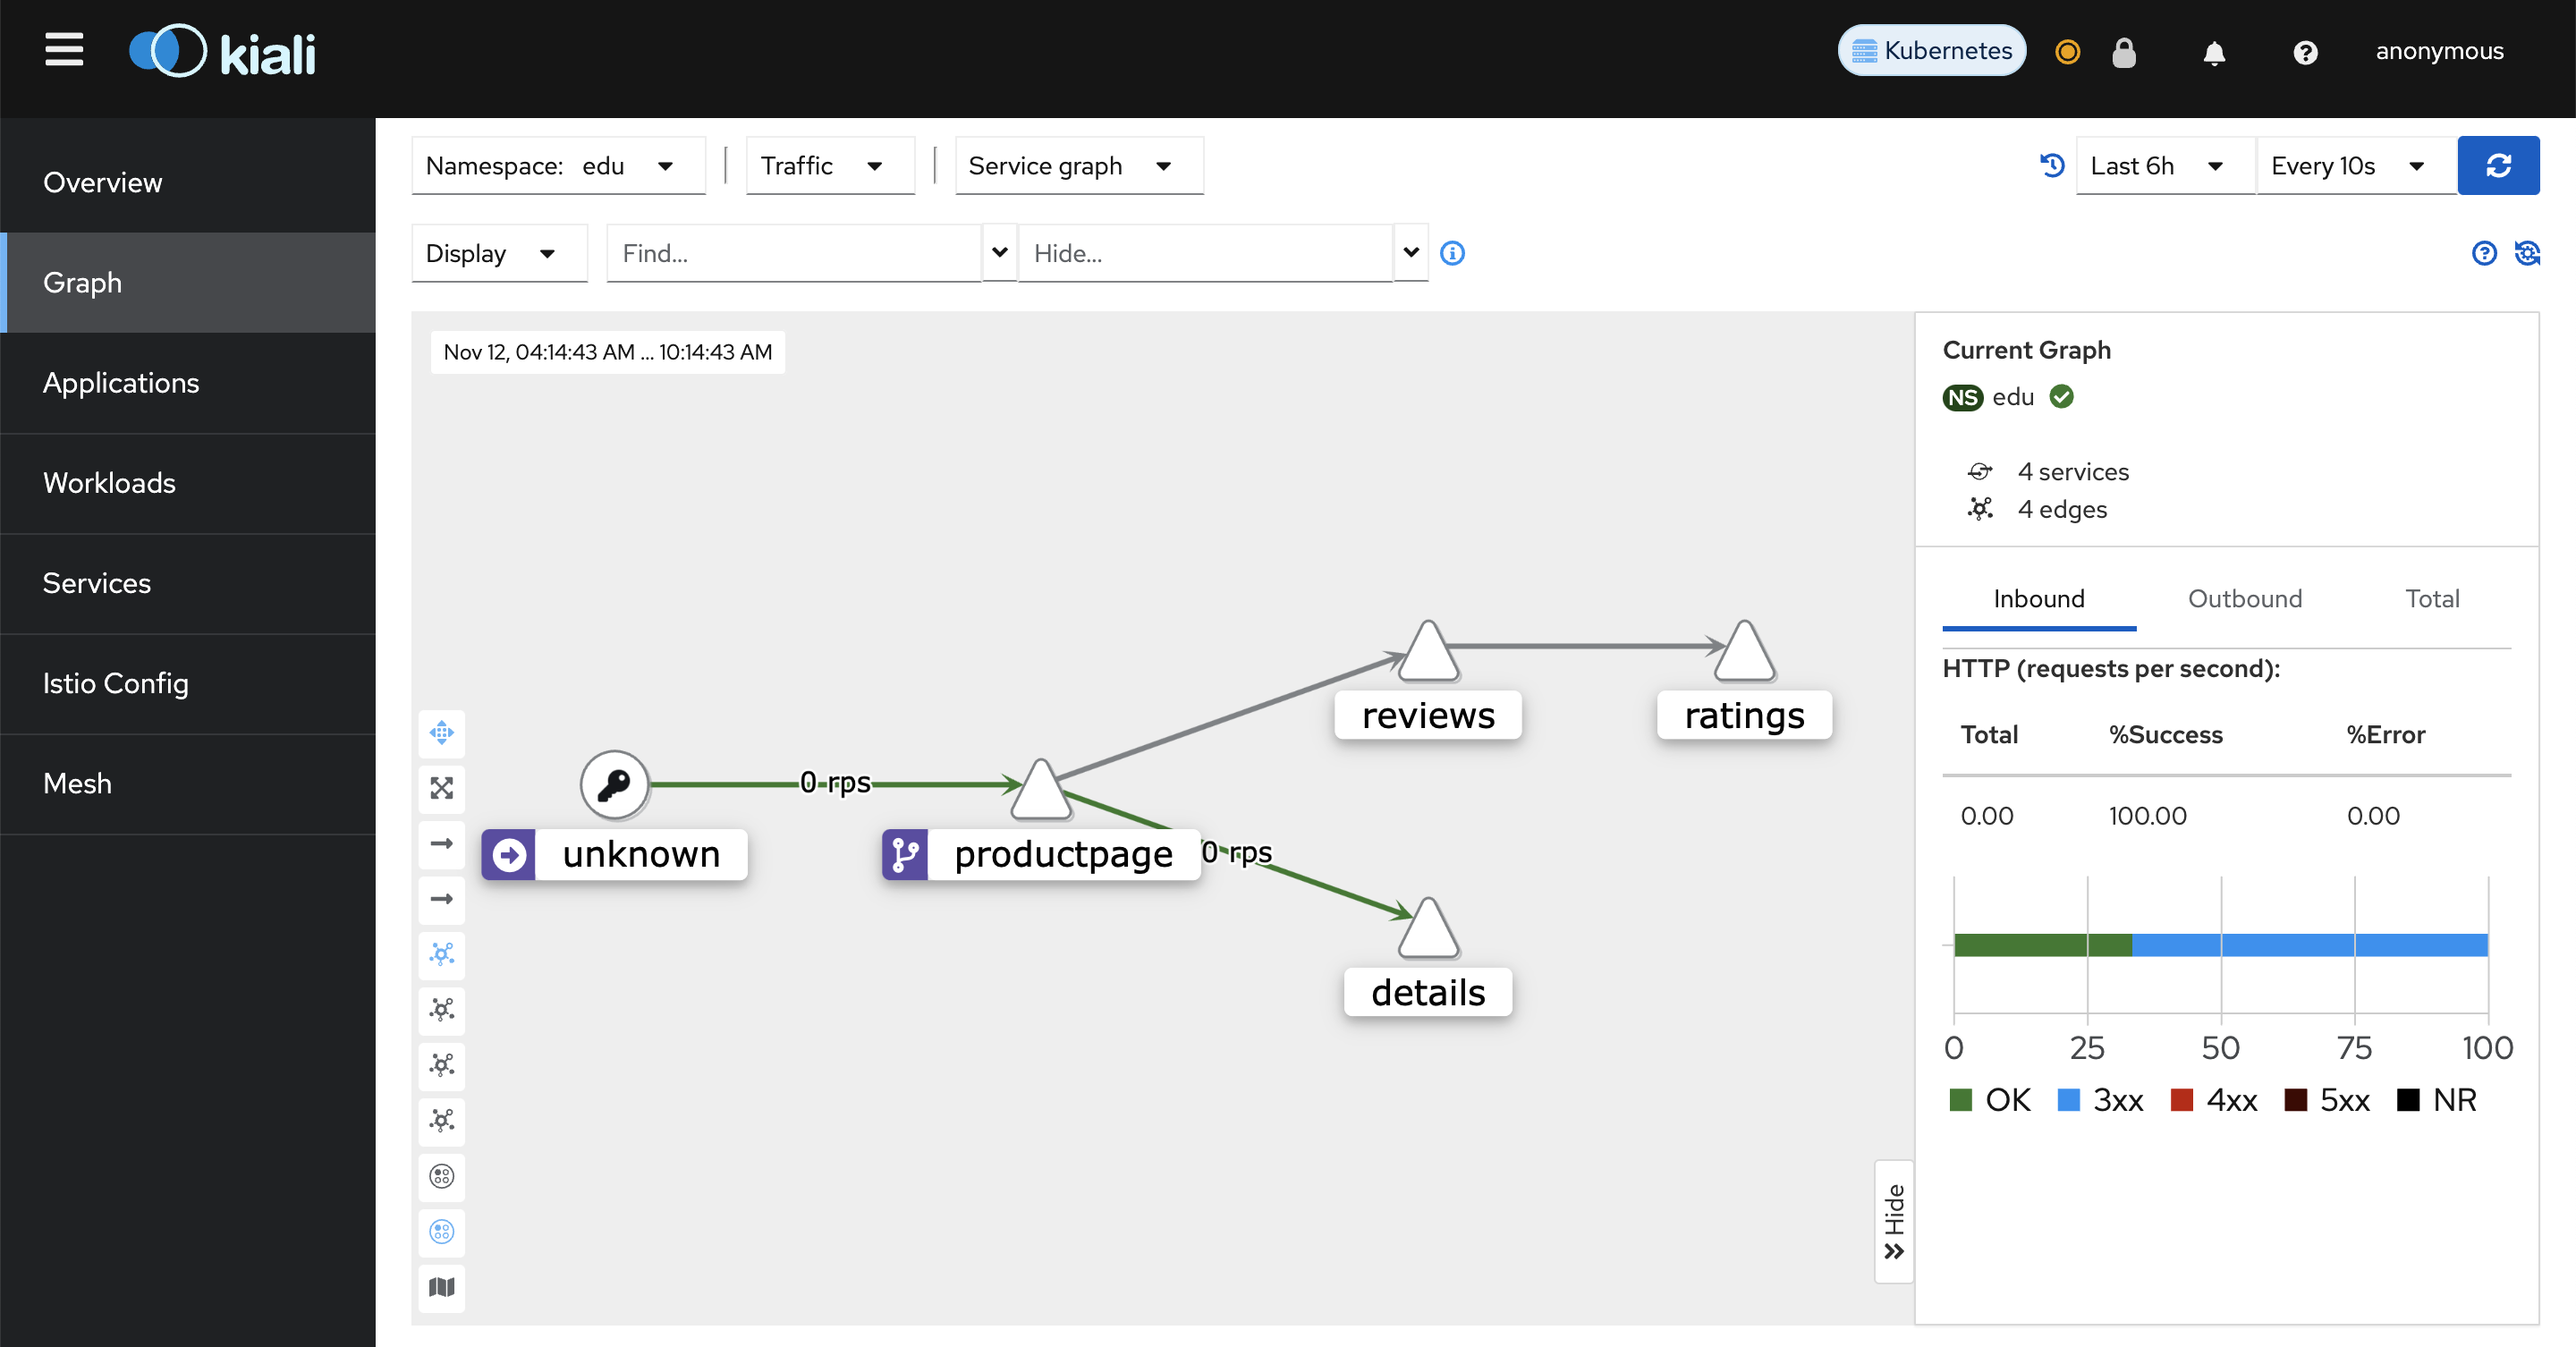 kiali
Kubernetes
anonymous
Overview
Graph
Applications
Workloads
Services
Istio Config
Mesh
Namespace: edu
Traffic
Service graph
Last 6h
Every 10s
Display
Find...
Hide...
Nov 12, 04:14:43 AM ... 10:14:43 AM
reviews
ratings
0 rps
unknown
productpage
0 rps
details
Hide
Current Graph
NS edu
4 services
4 edges
Inbound Outbound Total
HTTP (requests per second):
Total %Success %Error
0.00 100.00 0.00
0 25 50 75 100
OK 3xx 4xx 5xx NR